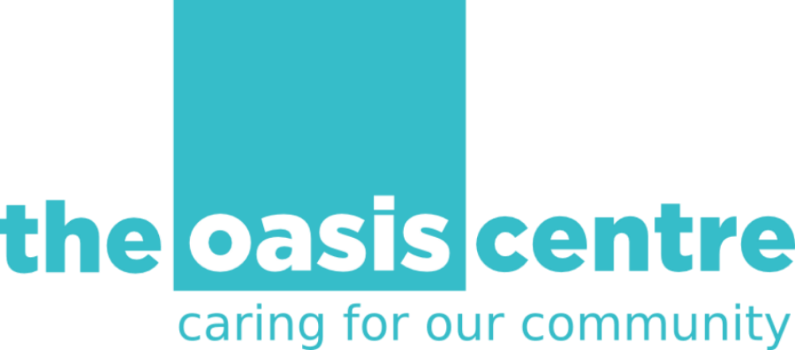 the oasis centre
caring for our community